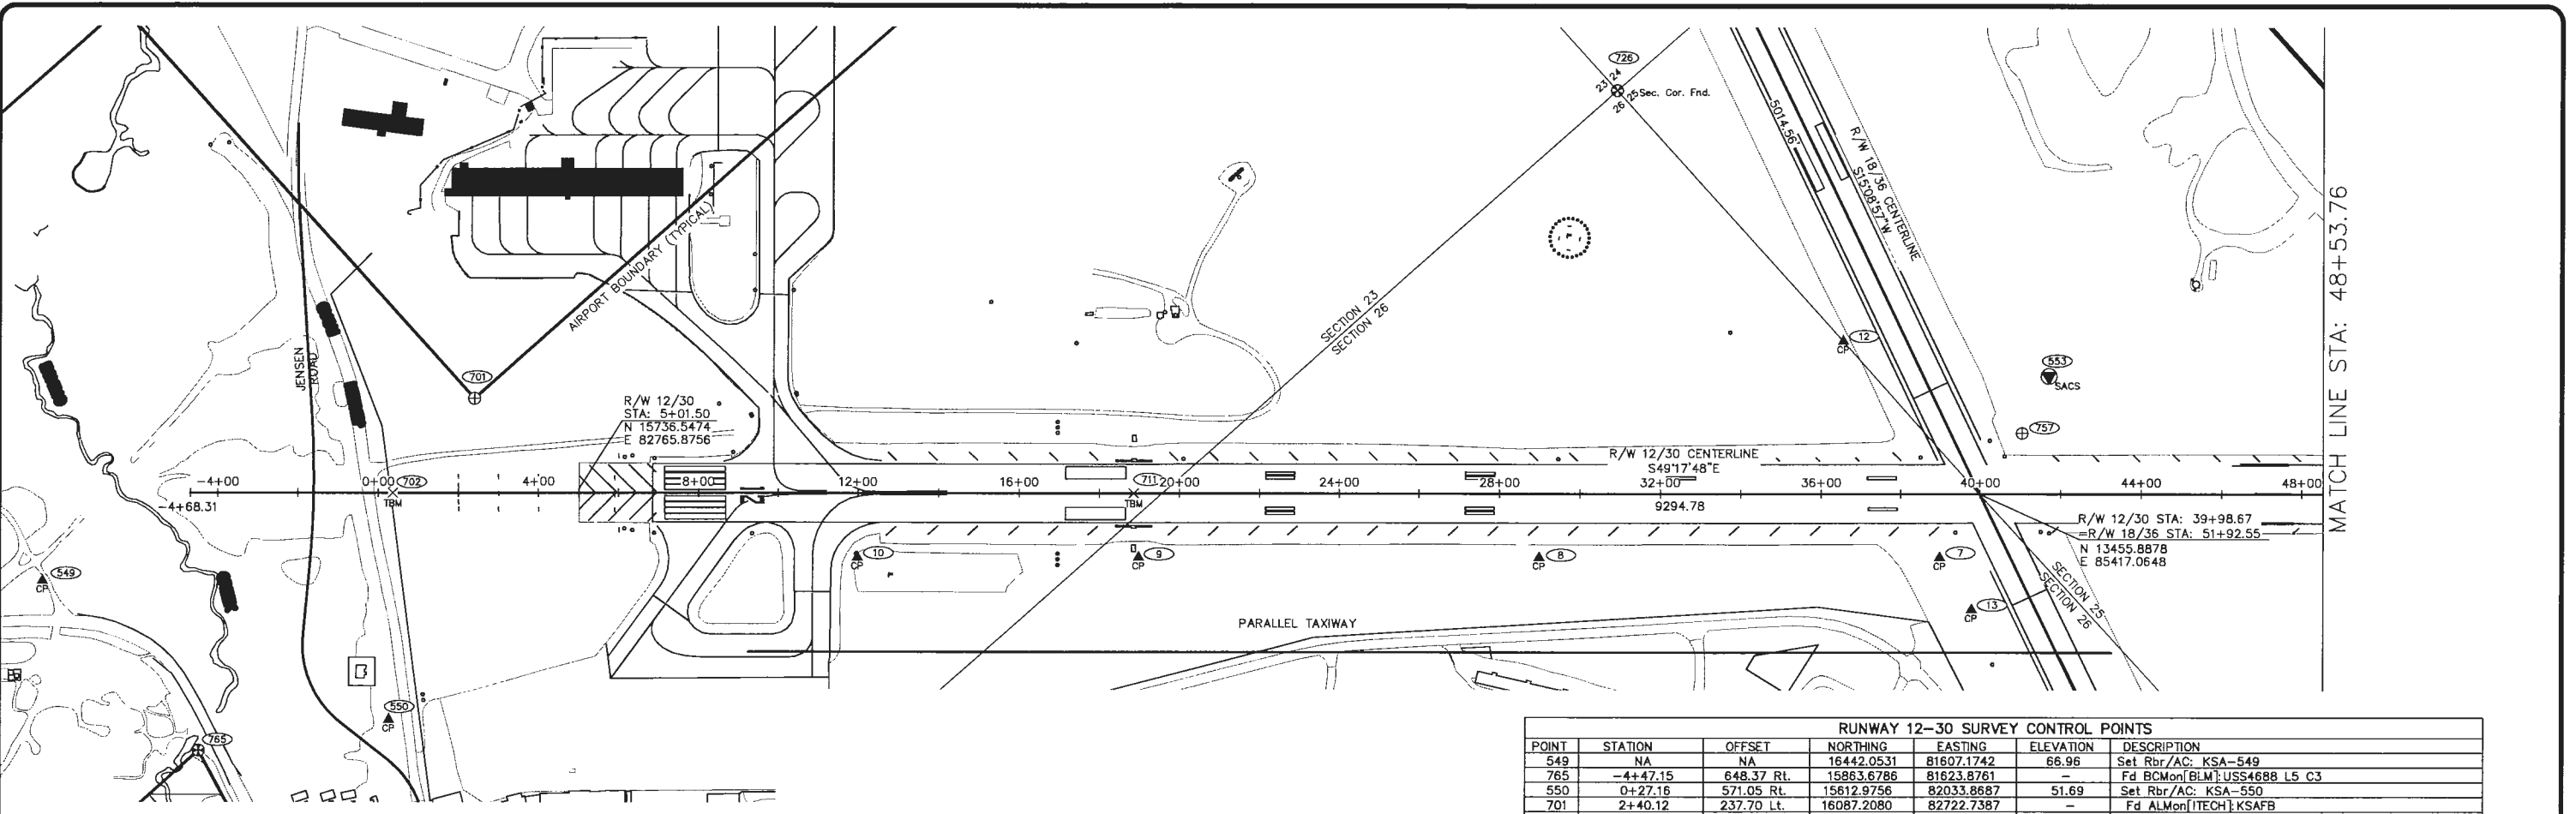 726
23 24
26 25
Sec. Cor. Fnd.
5014.56'
R/W 18/36 CENTERLINE
S15°08'57"W
AIRPORT BOUNDARY (TYPICAL)
SECTION 23
SECTION 26
MATCH LINE STA: 48+53.76
JENSEN
ROAD
701
12
CP
553
SACS
757
R/W 12/30
STA: 5+01.50
N 15736.5474
E 82765.8756
R/W 12/30 CENTERLINE
S49°17'48"E
-4+00
0+00
702
TBM
4+00
8+00
12
12+00
16+00
711
TBM
20+00
24+00
28+00
32+00
36+00
40+00
44+00
48+00
-4+68.31
9294.78
R/W 12/30 STA: 39+98.67
=R/W 18/36 STA: 51+92.55
N 13455.8878
E 85417.0648
549
CP
10
CP
9
CP
8
CP
7
CP
13
CP
SECTION 25
SECTION 26
PARALLEL TAXIWAY
550
CP
765
RUNWAY 12-30 SURVEY CONTROL POINTS
POINT STATION OFFSET NORTHING EASTING ELEVATION DESCRIPTION
549 NA NA 16442.0531 81607.1742 66.96 Set Rbr/AC: KSA-549
765 -4+47.15 648.37 Rt. 15863.6786 81623.8761 - Fd BCMon[BLM]:USS4688 L5 C3
550 0+27.16 571.05 Rt. 15612.9756 82033.8687 51.69 Set Rbr/AC: KSA-550
701 2+40.12 237.70 Lt. 16087.2080 82722.7387 - Fd ALMon[!TECH]:KSAFB